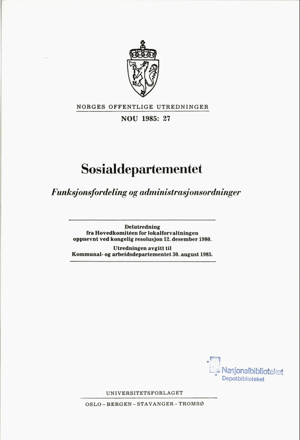 NORGES OFFENTLIGE UTREDNINGER
NOU 1985: 27
Sosialdepartementet
Funksjonsfordeling og administrasjonsordninger
Delutredning
fra Hovedkomitéen for lokalforvaltningen
oppnevnt ved kongelig resolusjon 12. desember 1980.
Utredningen avgitt til
Kommunal- og arbeidsdepartementet 30. august 1985.
Nasjonalbiblioteket
Depotbiblioteket
UNIVERSITETSFORLAGET
OSLO – BERGEN – STAVANGER – TROMSØ